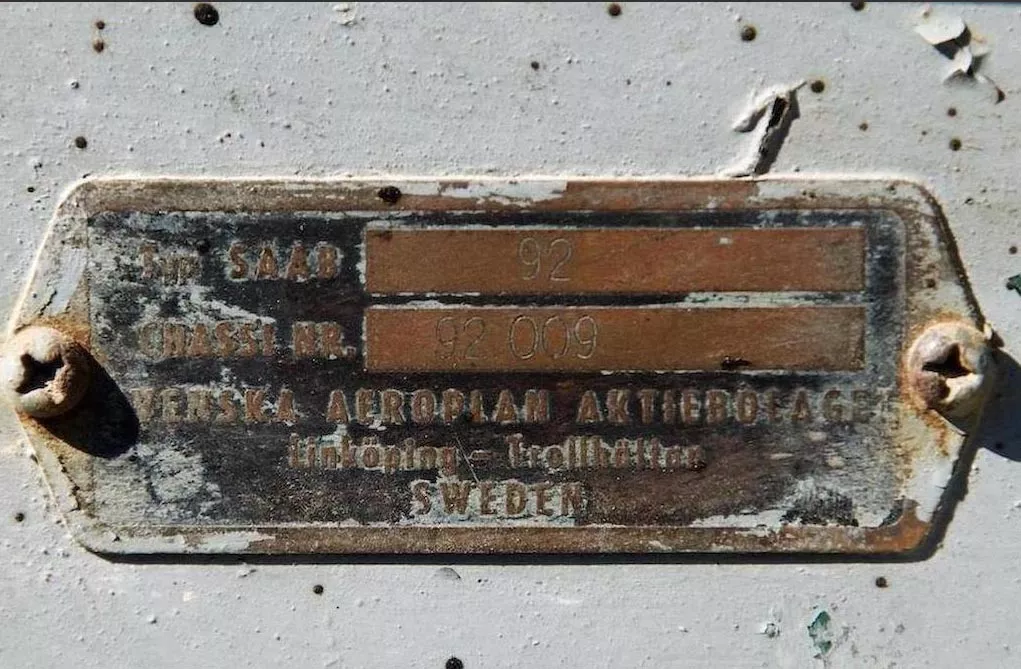 Typ SAAB 92
CHASSI NR. 92 009
SVENSKA AEROPLAN AKTIEBOLAGET
Linköping – Trollhättan
SWEDEN